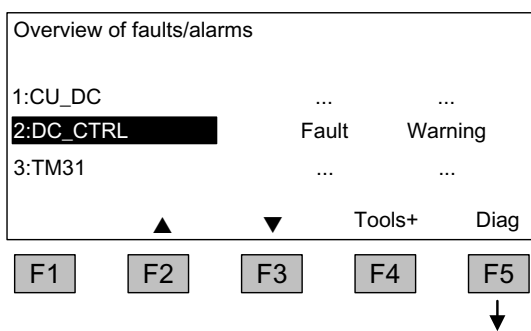 Overview of faults/alarms
1:CU_DC ... ...
2:DC_CTRL Fault Warning
3:TM31 ... ...
▲ ▼ Tools+ Diag
F1 F2 F3 F4 F5